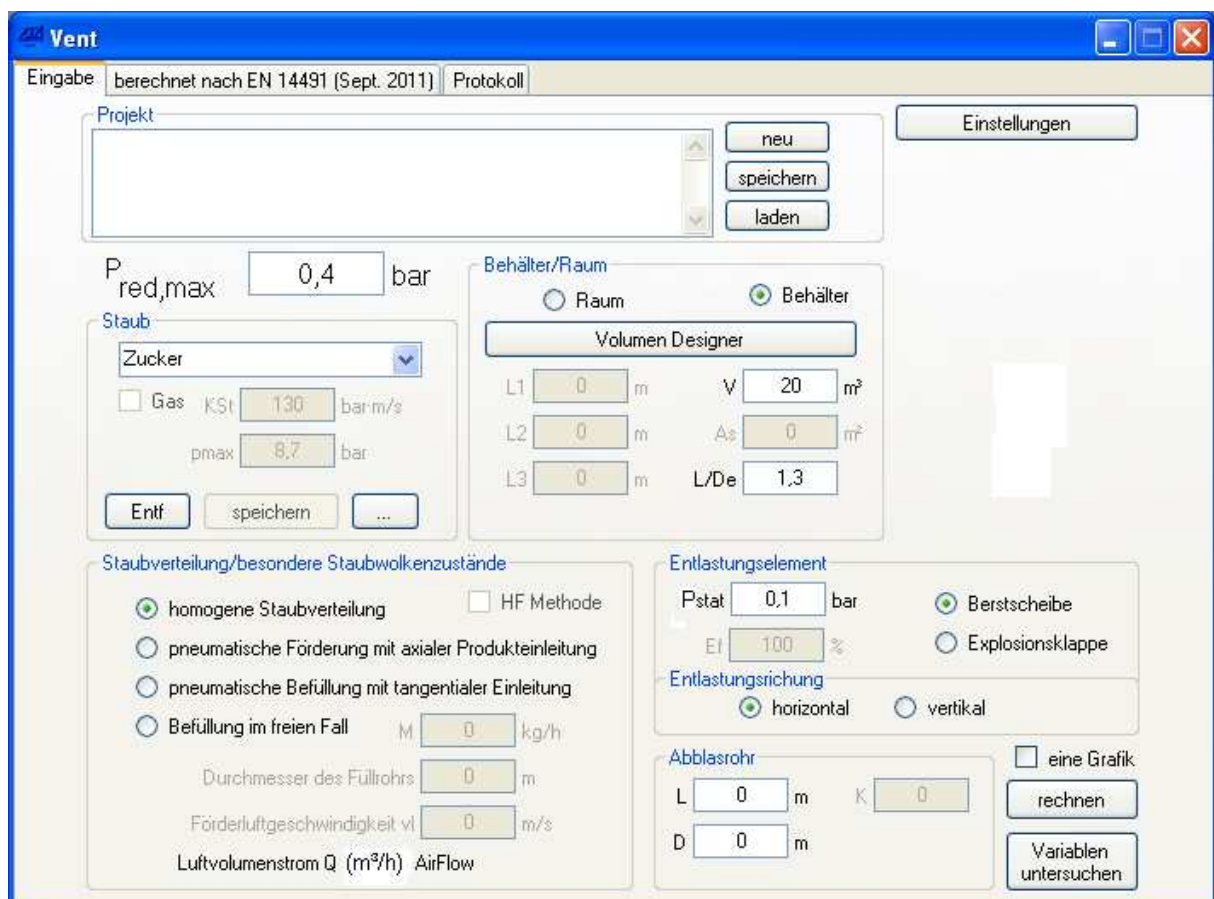 Vent
Eingabe berechnet nach EN 14491 (Sept. 2011) Protokoll
Projekt
Einstellungen
neu
speichern
laden
Pred,max 0,4 bar
Behälter/Raum
Raum Behälter
Staub
Volumen Designer
Zucker
Gas KSt 130 bar·m/s
L1 0 m V 20 m³
pmax 8,7 bar
L2 0 m As 0 m²
L3 0 m L/De 1,3
Entf speichern ...
Staubverteilung/besondere Staubwolkenzustände
homogene Staubverteilung HF Methode
pneumatische Förderung mit axialer Produkteinleitung
pneumatische Befüllung mit tangentialer Einleitung
Befüllung im freien Fall M 0 kg/h
Durchmesser des Füllrohrs 0 m
Förderluftgeschwindigkeit vl 0 m/s
Luftvolumenstrom Q (m³/h) AirFlow
Entlastungselement
Pstat 0,1 bar Berstscheibe
Ef 100 % Explosionsklappe
Entlastungsrichung
horizontal vertikal
Abblasrohr
L 0 m K 0
D 0 m
eine Grafik
rechnen
Variablen
untersuchen